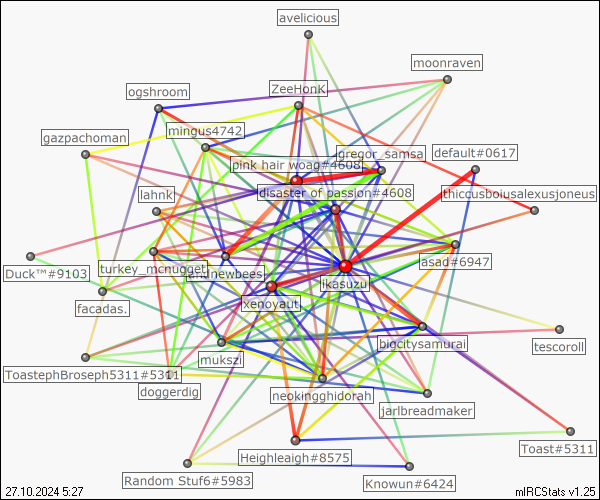 avelicious
moonraven
ZeeHonK
ogshroom
mingus4742
gazpachoman
jgregor_samsa
default#0617
pink hair woag#4608
disaster of passion#4608
thiccusboiusalexusjoneus
lahnk
asad#6947
turkey_mcnugget
andnewbees
Duck™#9103
ikasuzu
xenoyaut
facadas.
bigcitysamurai
tescoroll
mukszi
ToastephBroseph5311#5311
doggerdig
neokingghidorah
jarlbreadmaker
Heighleaigh#8575
Toast#5311
Random Stuf6#5983
Knowun#6424
27.10.2024 5:27
mIRCStats v1.25